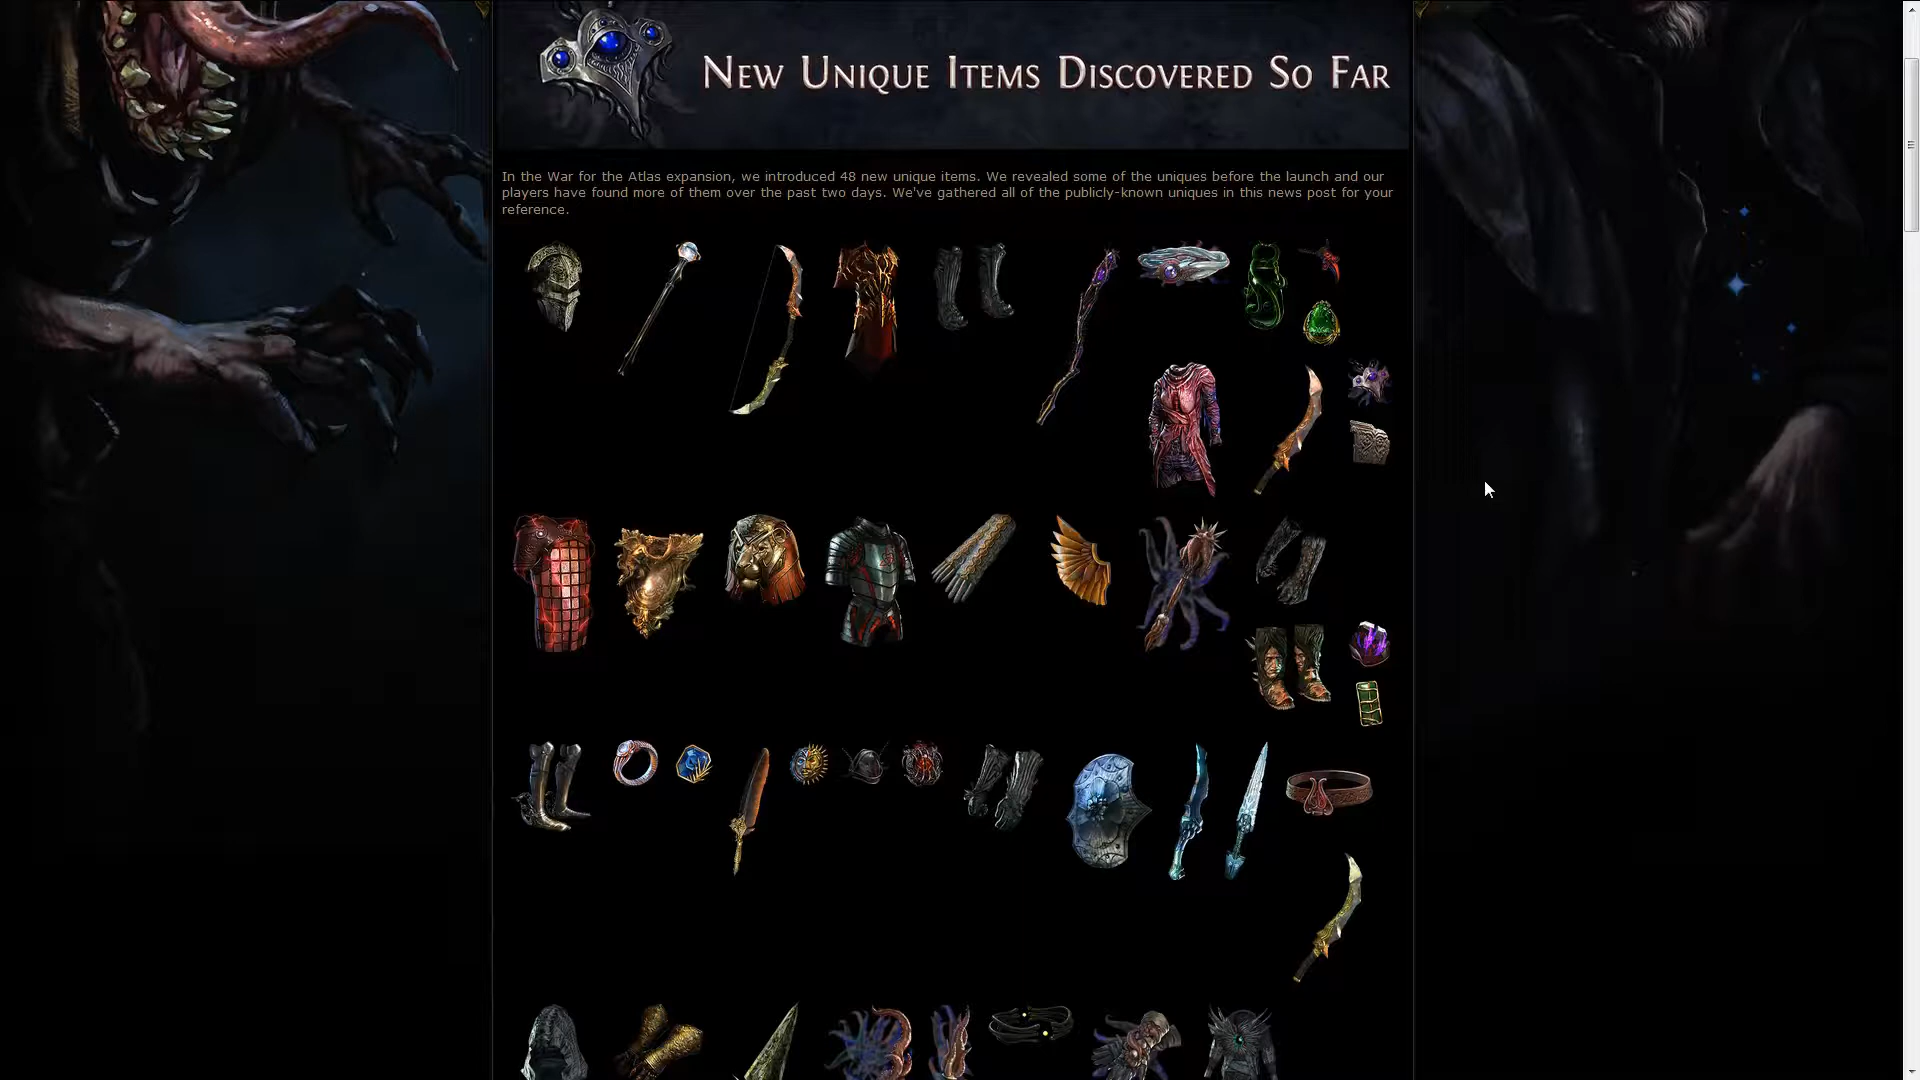 New Unique Items Discovered So Far
In the War for the Atlas expansion, we introduced 48 new unique items. We revealed some of the uniques before the launch and our
players have found more of them over the past two days. We've gathered all of the publicly-known uniques in this news post for your
reference.